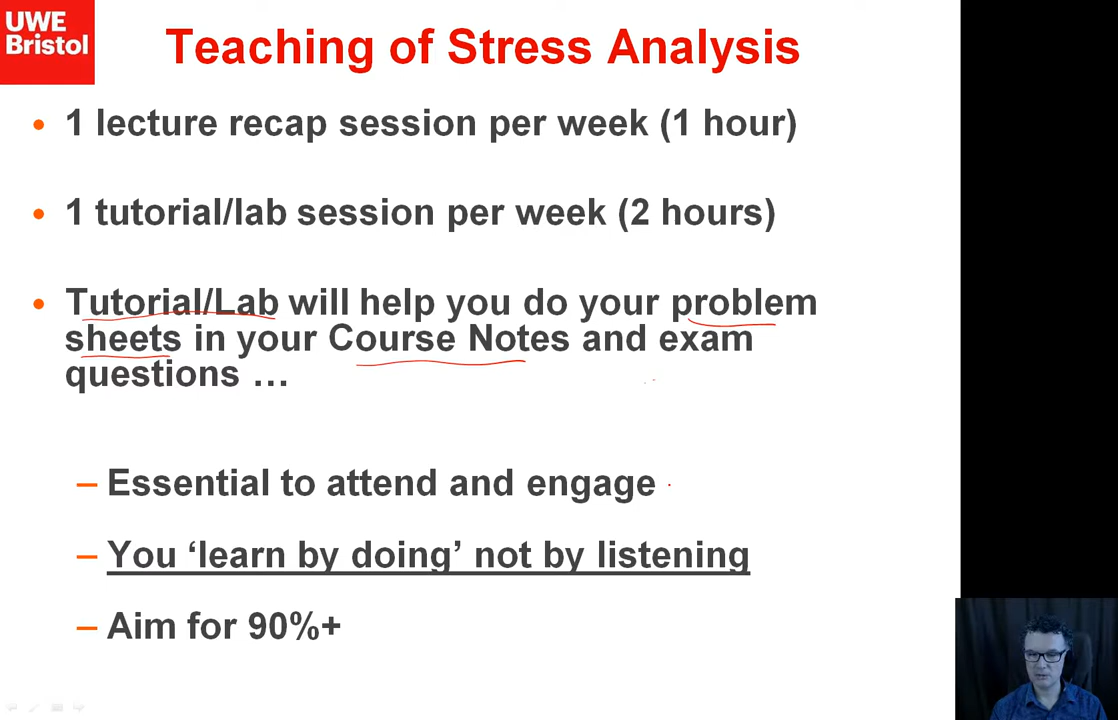 UWE
Bristol
Teaching of Stress Analysis
• 1 lecture recap session per week (1 hour)
• 1 tutorial/lab session per week (2 hours)
• Tutorial/Lab will help you do your problem
sheets in your Course Notes and exam
questions …
– Essential to attend and engage
– You ‘learn by doing’ not by listening
– Aim for 90%+